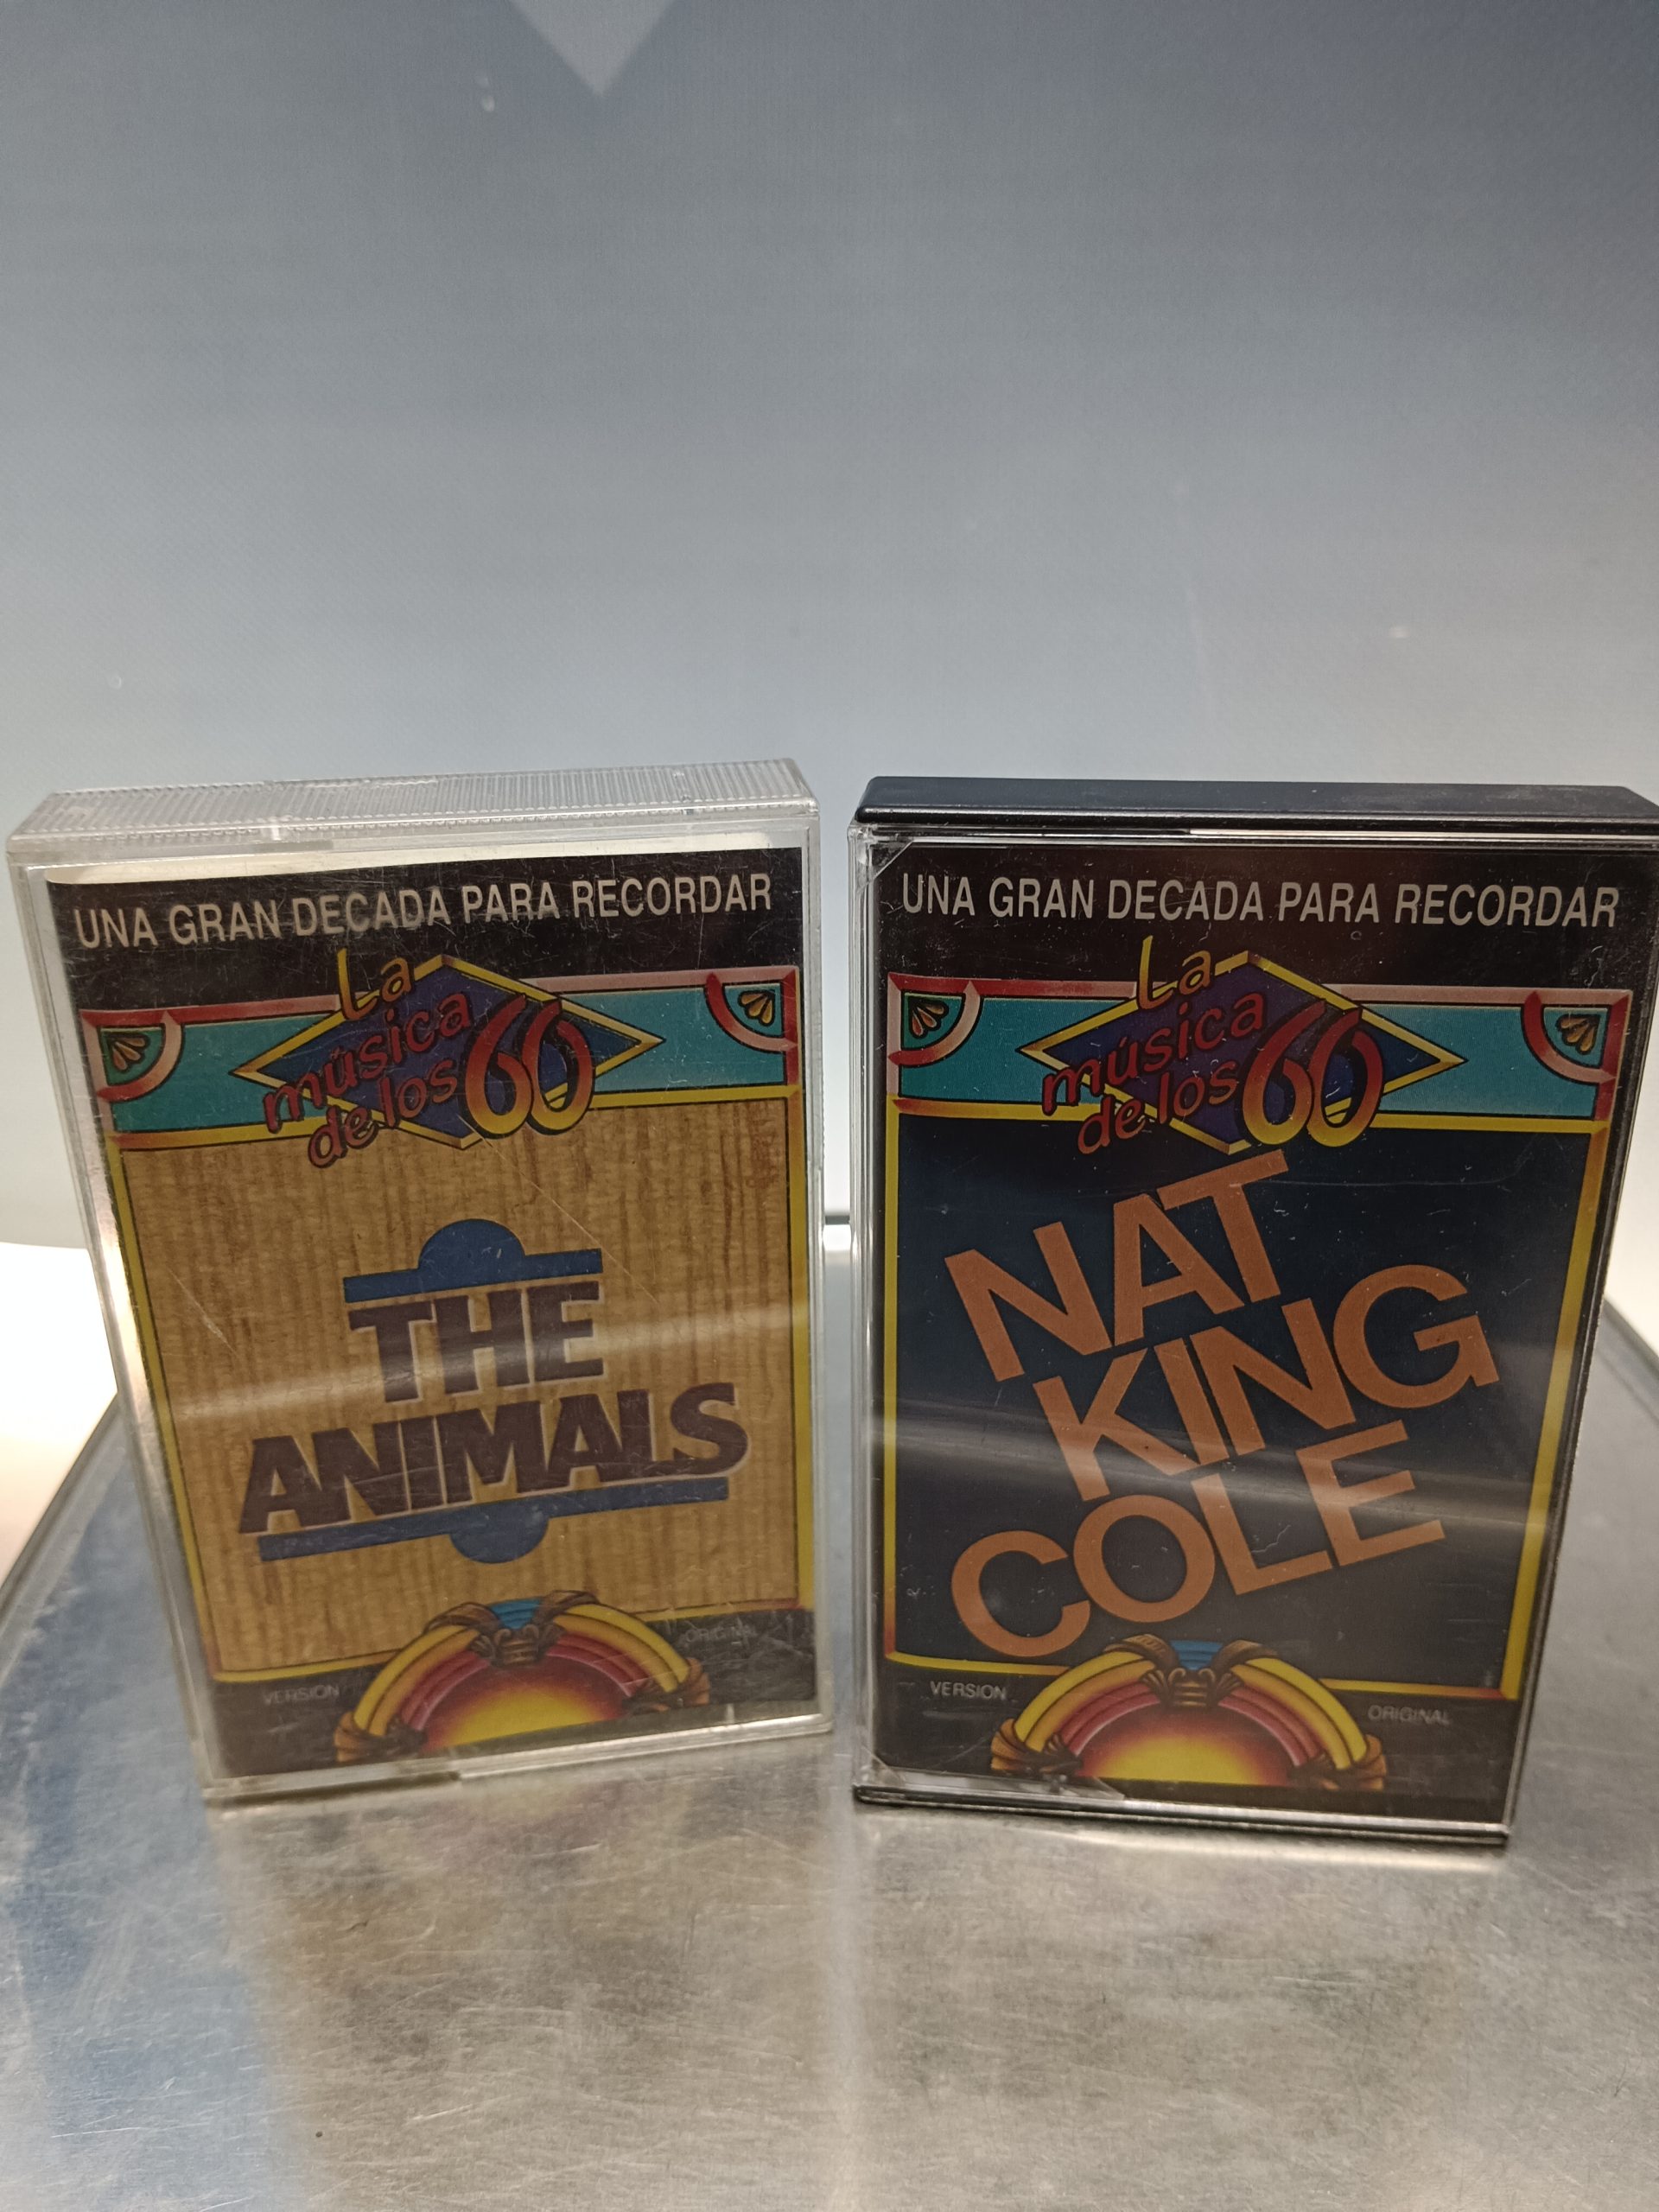 UNA GRAN DECADA PARA RECORDAR
La
música
de los 60
THE
ANIMALS
VERSION
ORIGINAL
UNA GRAN DECADA PARA RECORDAR
La
música
de los 60
NAT
KING
COLE
VERSION
ORIGINAL